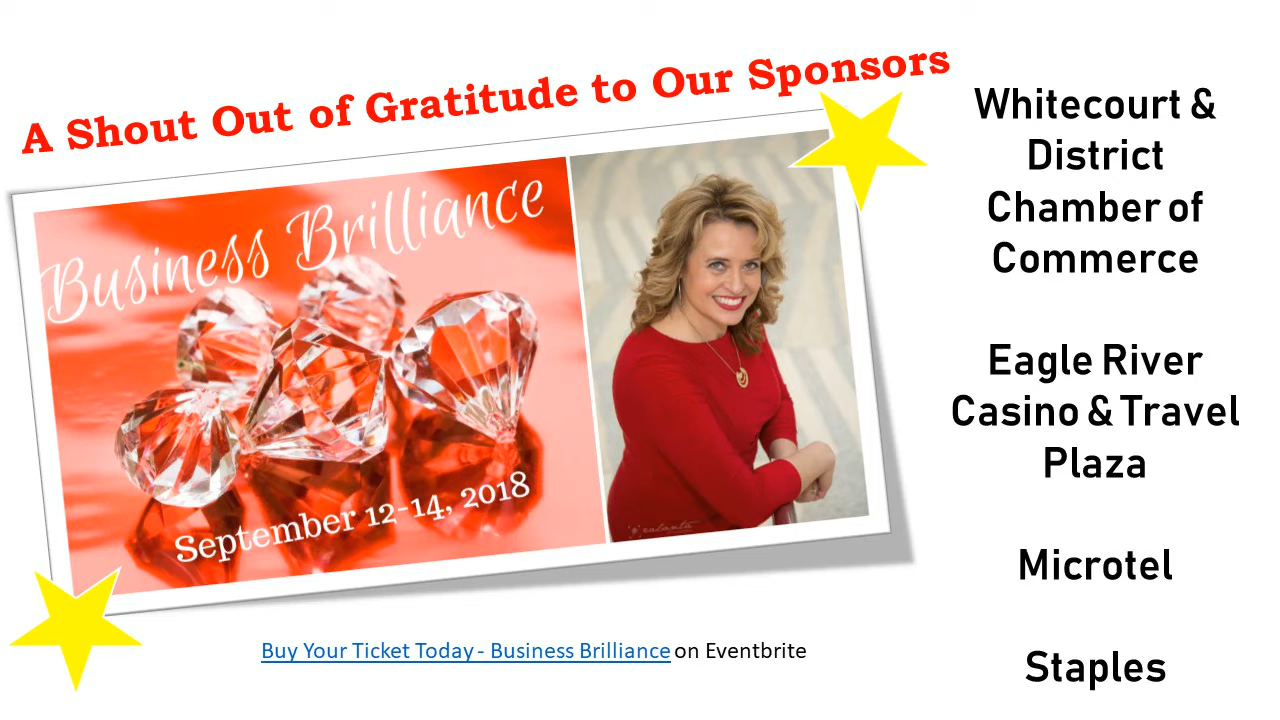 A Shout Out of Gratitude to Our Sponsors
Business Brilliance
September 12-14, 2018
Buy Your Ticket Today - Business Brilliance on Eventbrite
Whitecourt &
District
Chamber of
Commerce
Eagle River
Casino & Travel
Plaza
Microtel
Staples